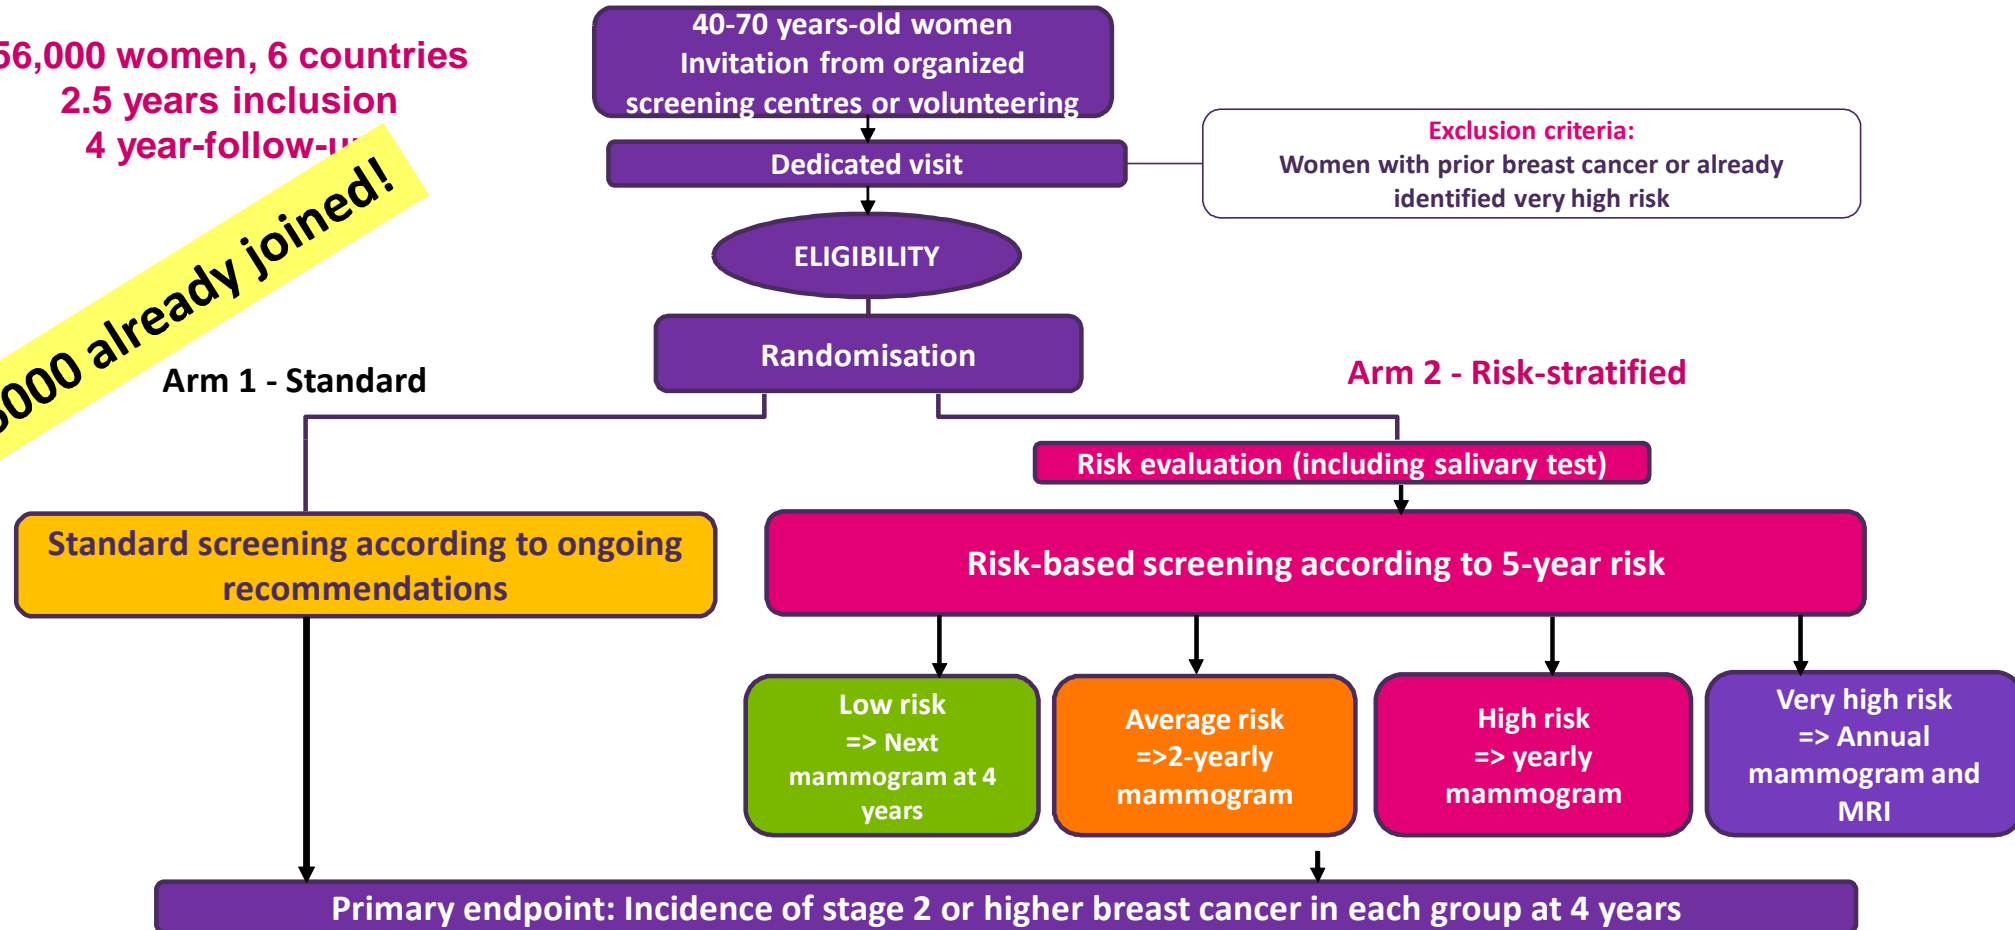 56,000 women, 6 countries
2.5 years inclusion
4 year-follow-up
already joined!
40-70 years-old women
Invitation from organized
screening centres or volunteering
Dedicated visit
Exclusion criteria:
Women with prior breast cancer or already
identified very high risk
ELIGIBILITY
Randomisation
Arm 1 - Standard
Arm 2 - Risk-stratified
Risk evaluation (including salivary test)
Standard screening according to ongoing
recommendations
Risk-based screening according to 5-year risk
Low risk
=> Next
mammogram at 4
years
Average risk
=>2-yearly
mammogram
High risk
=> yearly
mammogram
Very high risk
=> Annual
mammogram and
MRI
Primary endpoint: Incidence of stage 2 or higher breast cancer in each group at 4 years